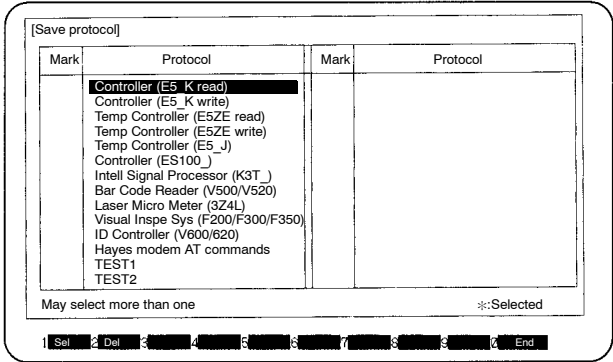 [Save protocol]
Mark Protocol Mark Protocol
Controller (E5_K read)
Controller (E5_K write)
Temp Controller (E5ZE read)
Temp Controller (E5ZE write)
Temp Controller (E5_J)
Controller (ES100_)
Intell Signal Processor (K3T_)
Bar Code Reader (V500/V520)
Laser Micro Meter (3Z4L)
Visual Inspe Sys (F200/F300/F350)
ID Controller (V600/620)
Hayes modem AT commands
TEST1
TEST2
May select more than one ✻:Selected
1 Sel 2 Del 3 4 5 6 7 8 9 0 End